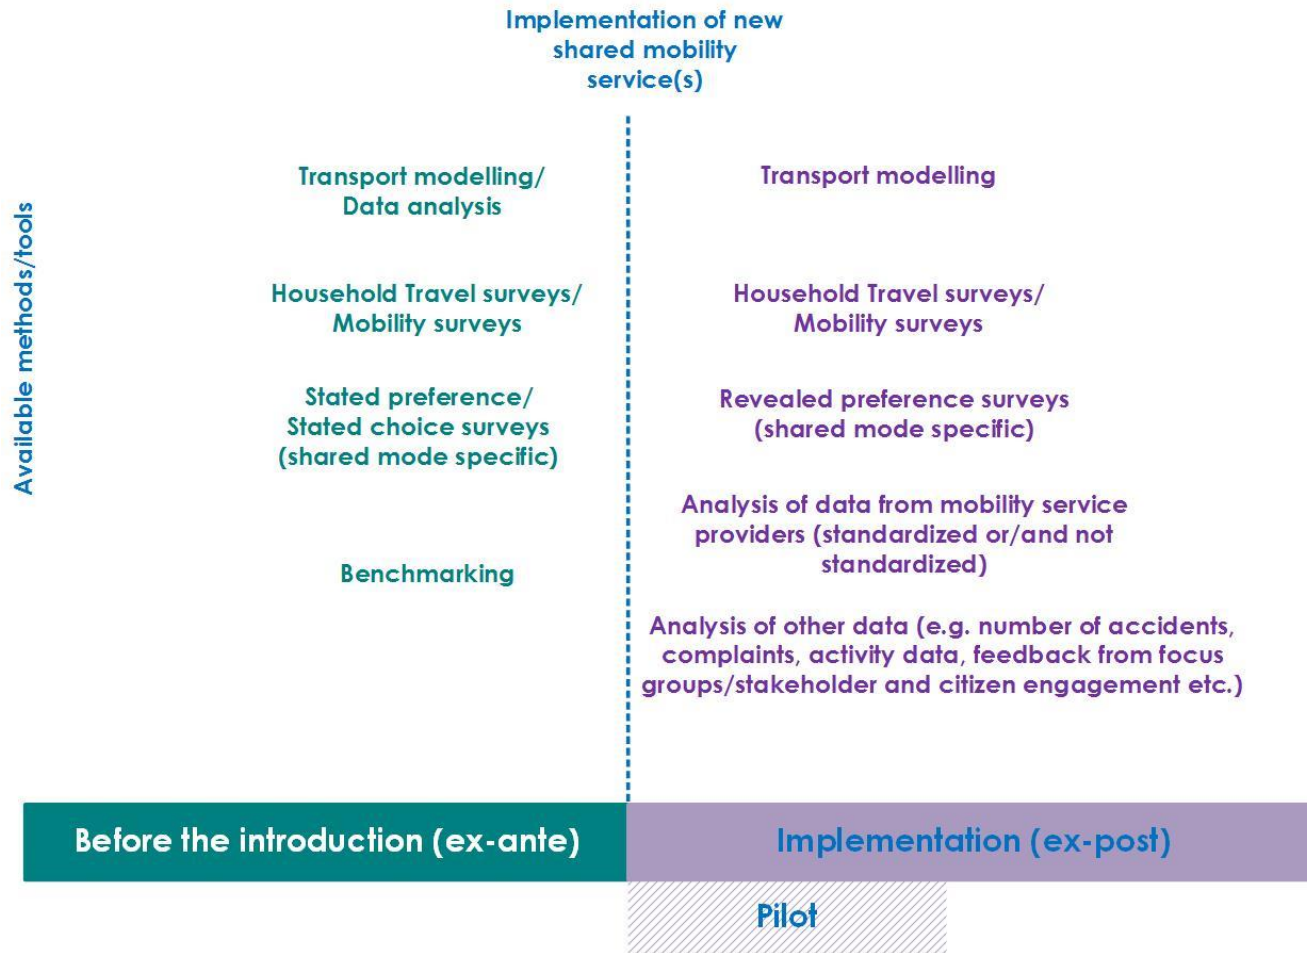 Implementation of new
shared mobility
service(s)
Available methods/tools
Transport modelling/
Data analysis
Household Travel surveys/
Mobility surveys
Stated preference/
Stated choice surveys
(shared mode specific)
Benchmarking
Transport modelling
Household Travel surveys/
Mobility surveys
Revealed preference surveys
(shared mode specific)
Analysis of data from mobility service
providers (standardized or/and not
standardized)
Analysis of other data (e.g. number of accidents,
complaints, activity data, feedback from focus
groups/stakeholder and citizen engagement etc.)
Before the introduction (ex-ante)
Implementation (ex-post)
Pilot